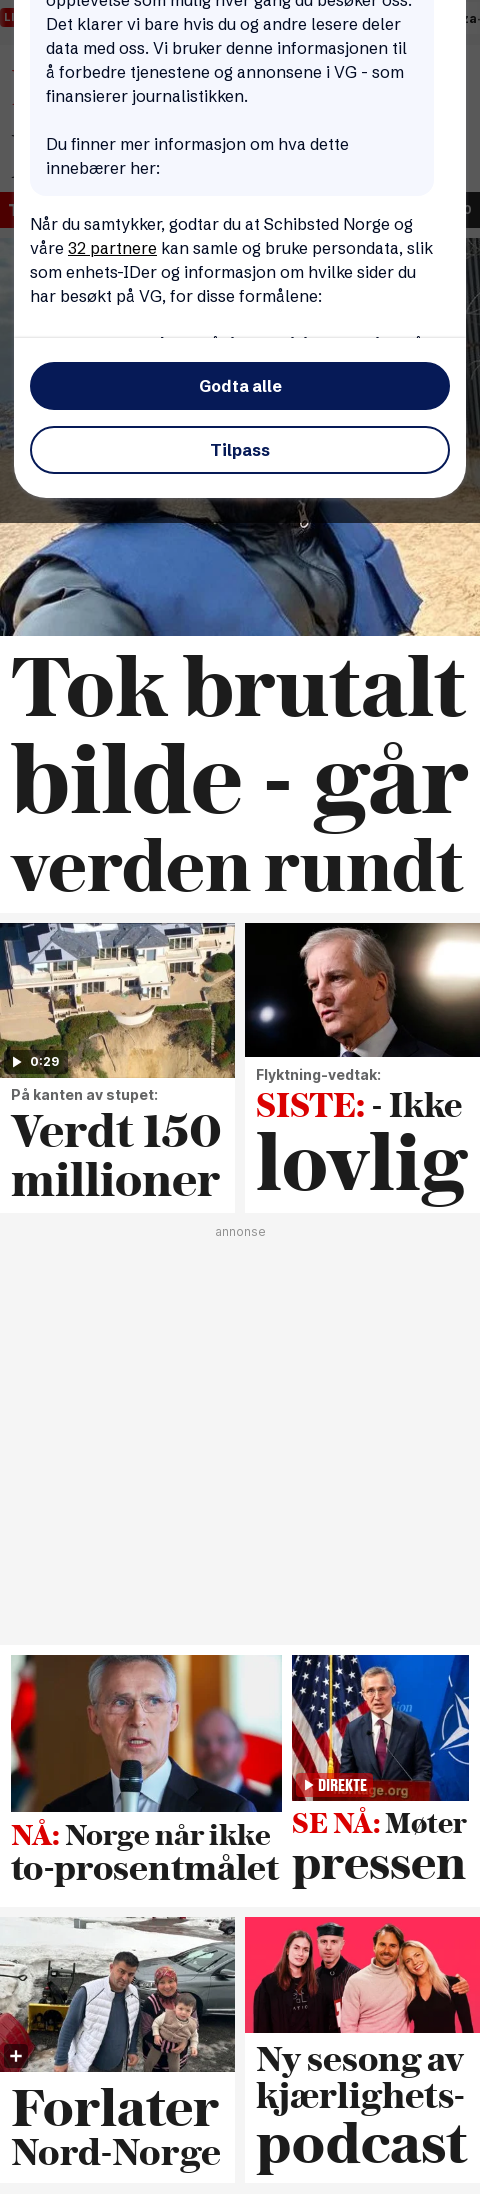 opplevelse som mulig hver gang du besøker oss.
Det klarer vi bare hvis du og andre lesere deler
data med oss. Vi bruker denne informasjonen til
å forbedre tjenestene og annonsene i VG - som
finansierer journalistikken.
Du finner mer informasjon om hva dette
innebærer her:
Når du samtykker, godtar du at Schibsted Norge og
våre 32 partnere kan samle og bruke persondata, slik
som enhets-IDer og informasjon om hvilke sider du
har besøkt på VG, for disse formålene:
Godta alle
Tilpass
Tok brutalt
bilde - går
verden rundt
0:29
På kanten av stupet:
Verdt 150
millioner
Flyktning-vedtak:
SISTE: - Ikke
lovlig
annonse
NÅ: Norge når ikke
to-prosentmålet
DIREKTE
SE NÅ: Møter
pressen
Forlater
Nord-Norge
Ny sesong av
kjærlighets-
podcast